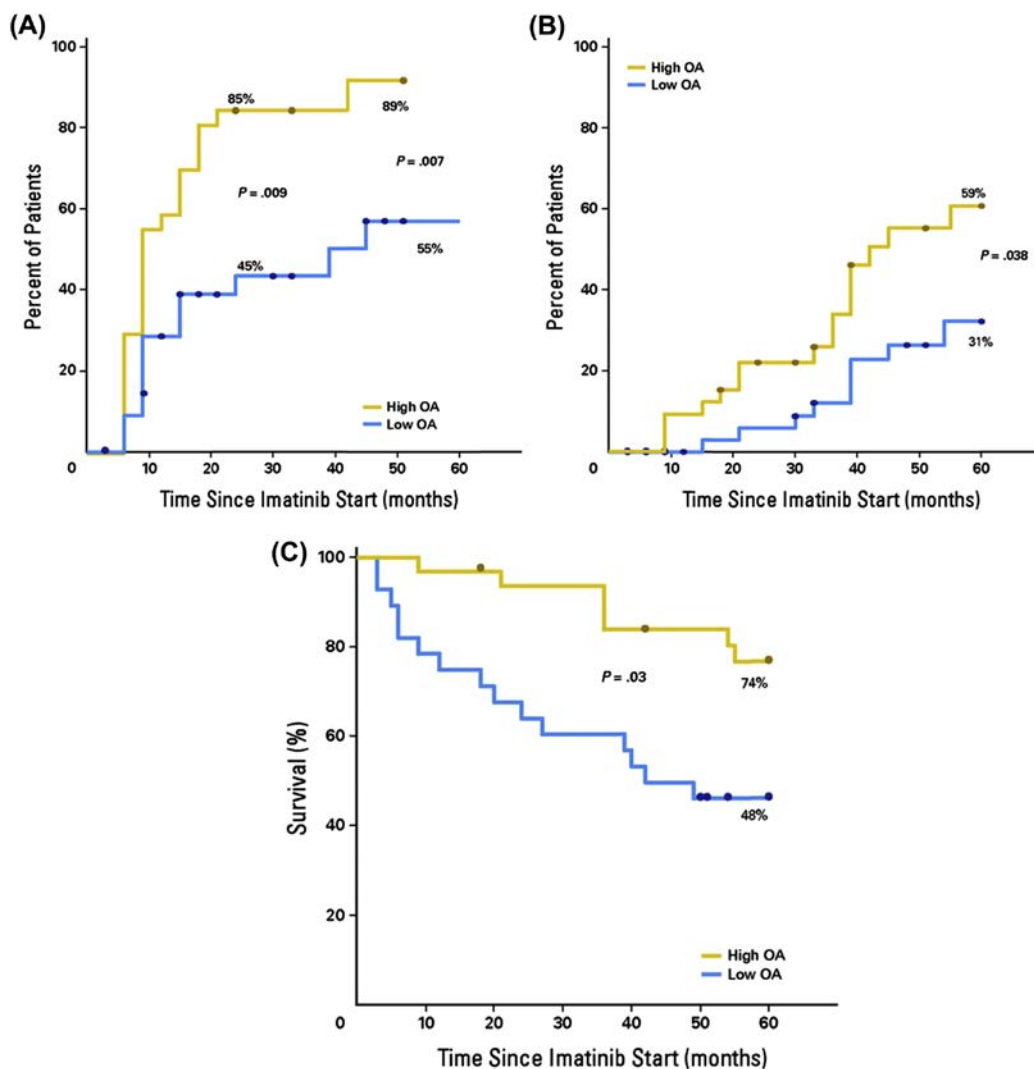 (A)
100
80
60
40
20
0
10
20
30
40
50
60
Percent of Patients
Time Since Imatinib Start (months)
85%
89%
P = .009
P = .007
45%
55%
High OA
Low OA
(B)
100
80
60
40
20
0
10
20
30
40
50
60
Percent of Patients
Time Since Imatinib Start (months)
High OA
Low OA
59%
P = .038
31%
(C)
100
80
60
40
20
0
10
20
30
40
50
60
Survival (%)
Time Since Imatinib Start (months)
P = .03
74%
48%
High OA
Low OA